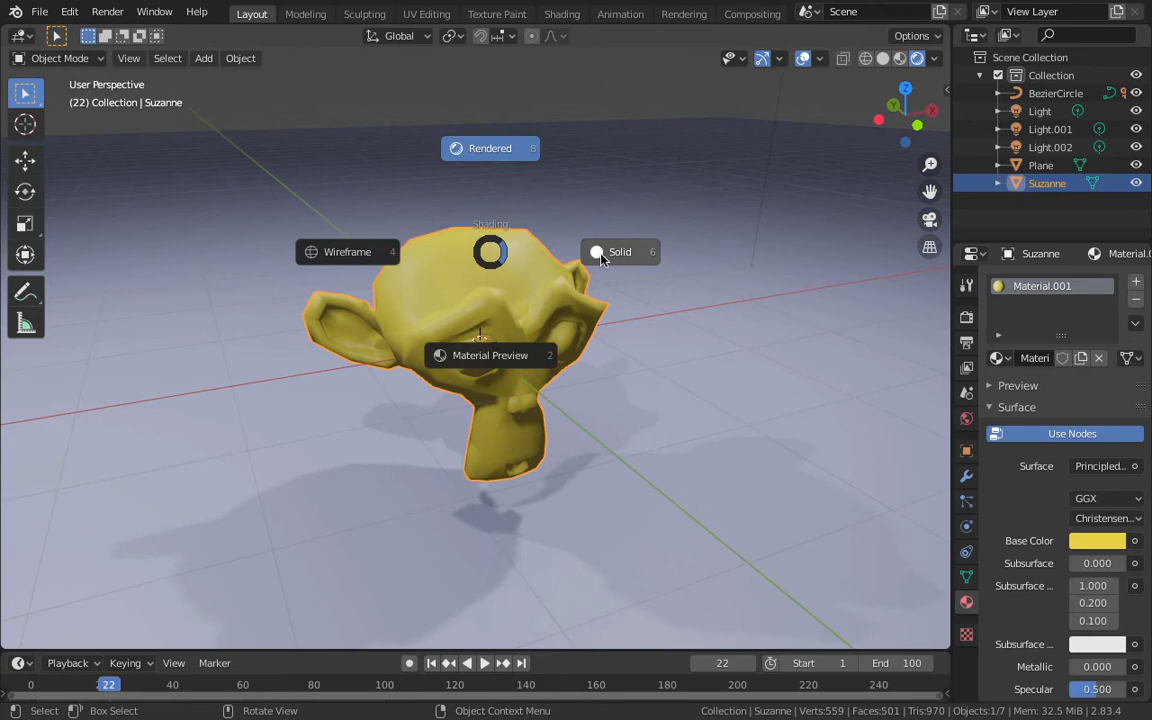 File Edit Render Window Help Layout Modeling Sculpting UV Editing Texture Paint Shading Animation Rendering Compositing Scene View Layer
Global Options
Object Mode View Select Add Object
User Perspective
(22) Collection | Suzanne
Z
Y
X
Rendered 8
Shading
Wireframe 4
Solid 6
Material Preview 2
Scene Collection
Collection
BezierCircle
Light
Light.001
Light.002
Plane
Suzanne
Suzanne Material.0
Material.001
Materi
Preview
Surface
Use Nodes
Surface Principled...
GGX
Christensen...
Base Color
Subsurface 0.000
Subsurface .. 1.000
0.200
0.100
Subsurface ..
Metallic 0.000
Specular 0.500
Playback Keying View Marker 22 Start 1 End 100
0 22 40 60 80 100 120 140 160 180 200 220 240
Select Box Select Rotate View Object Context Menu Collection | Suzanne | Verts:559 | Faces:501 | Tris:970 | Objects:1/7 | Mem: 32.5 MiB | 2.83.4